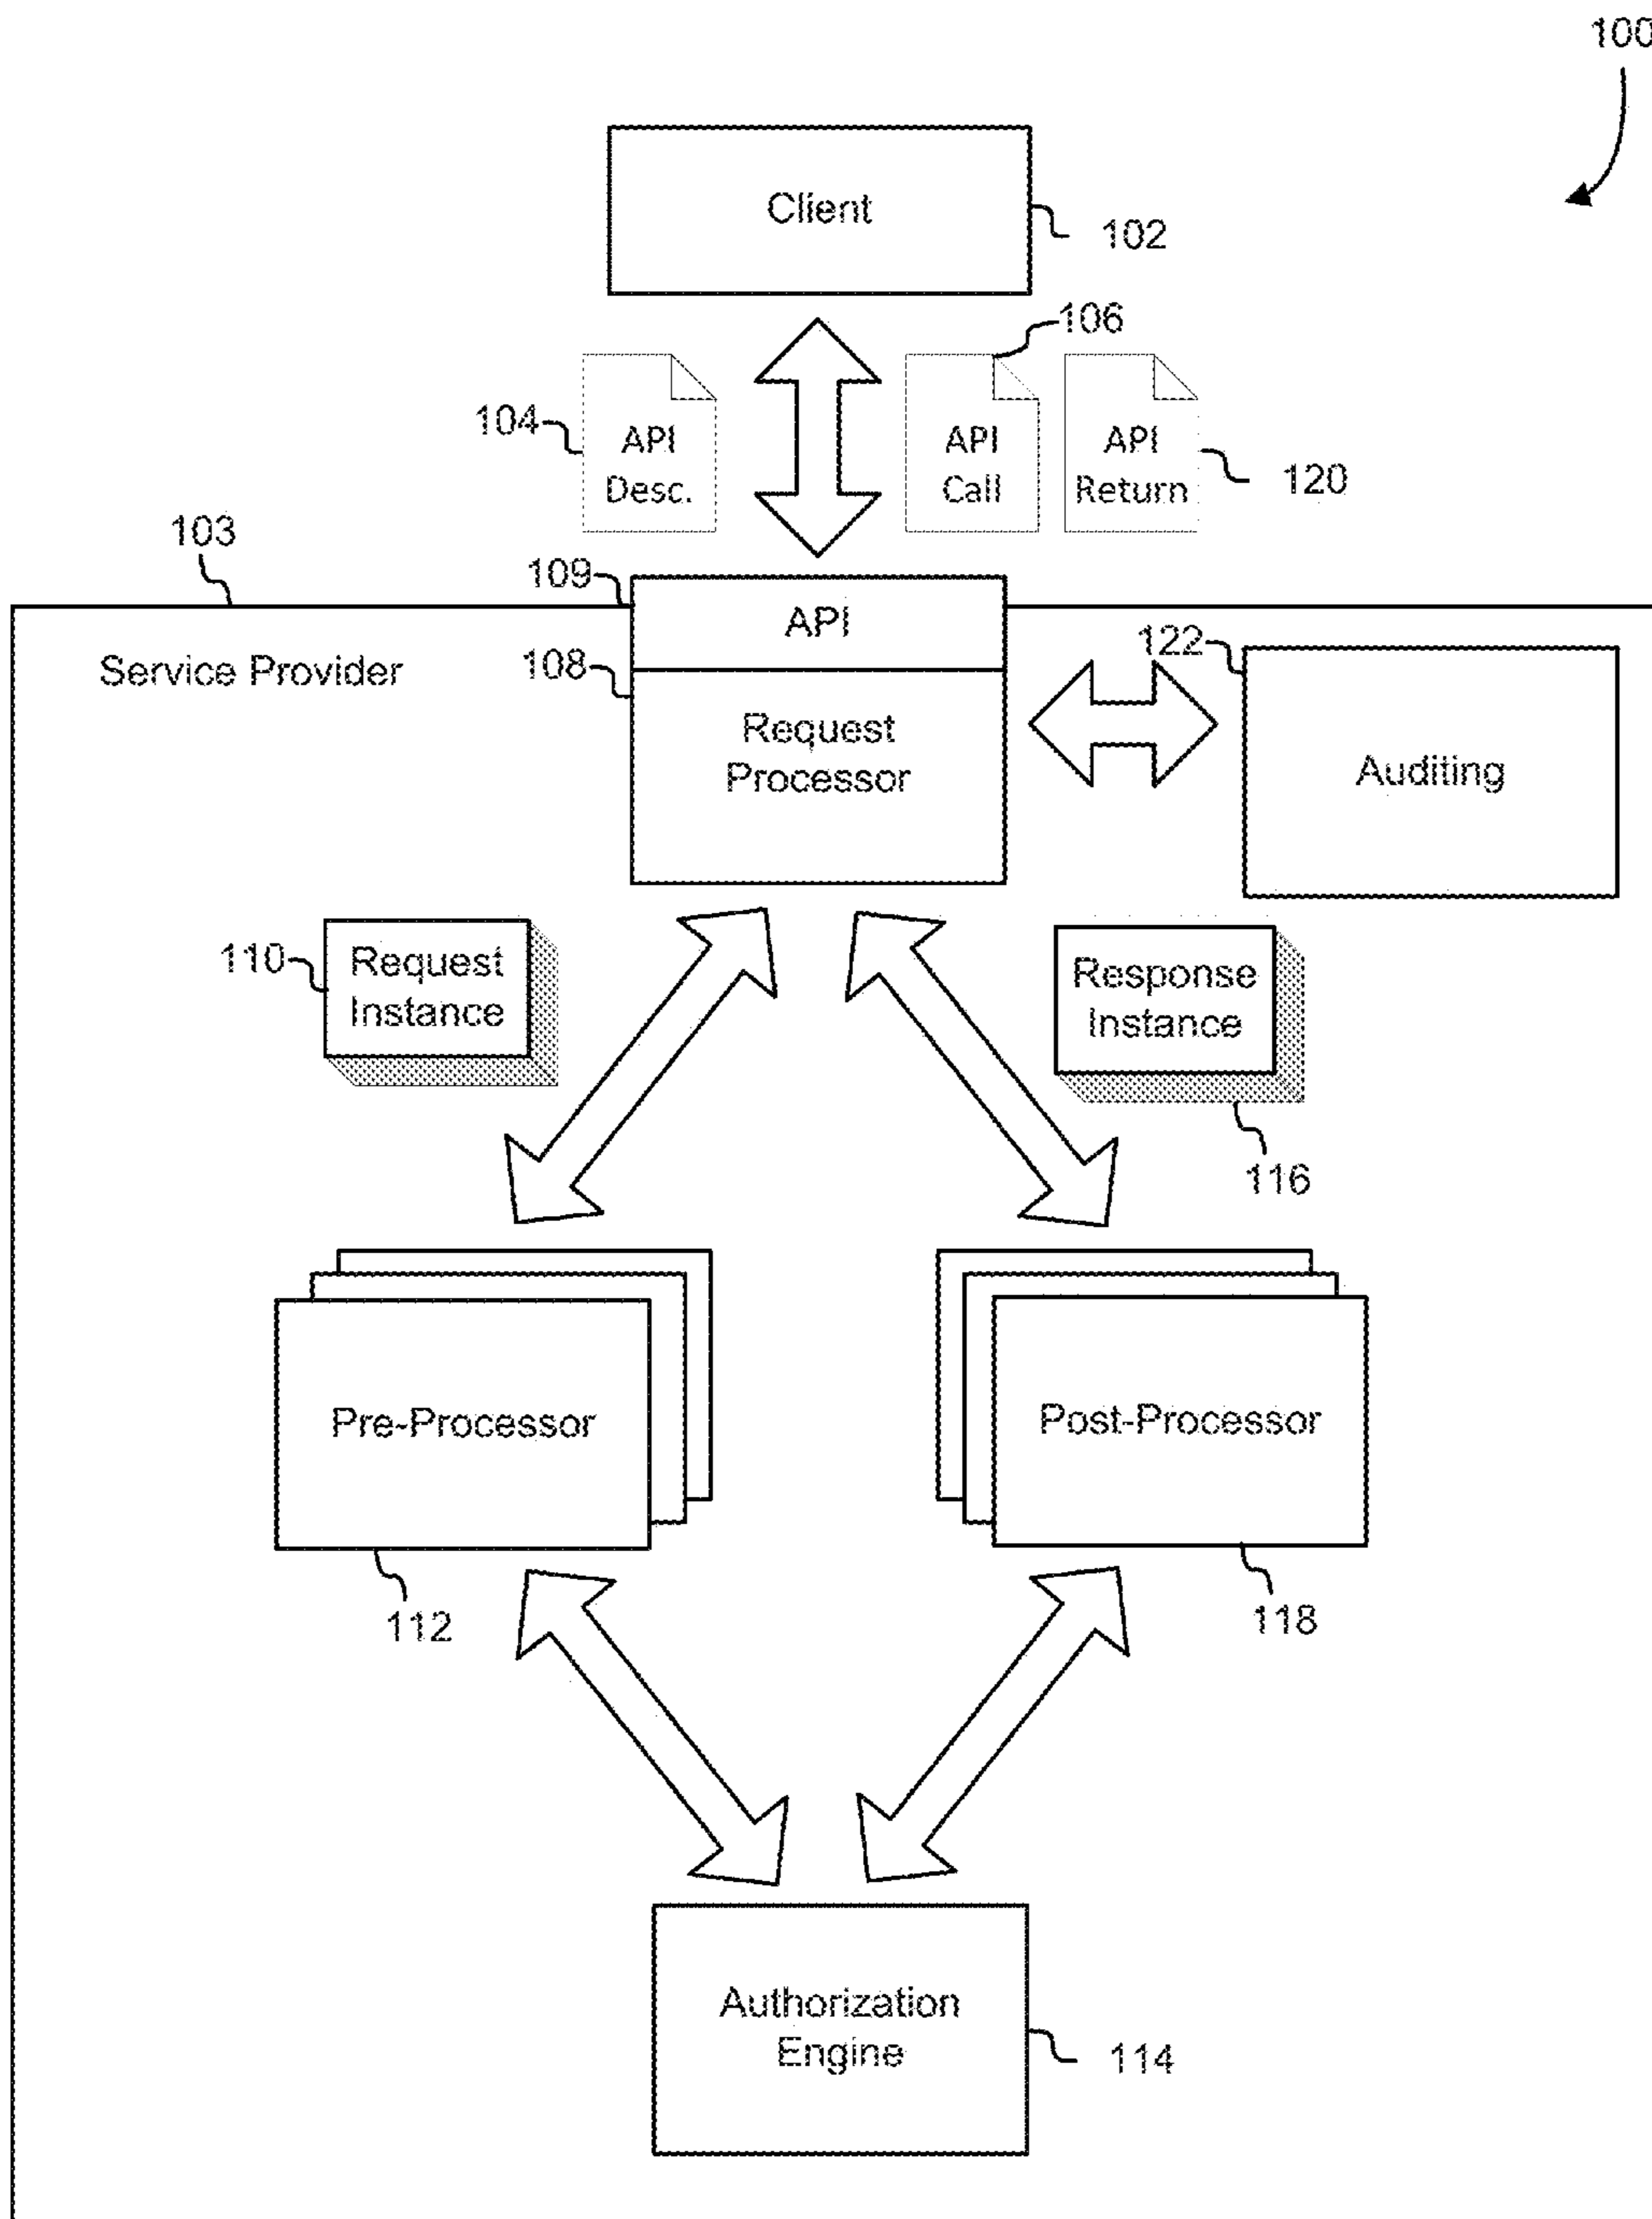 100
Client
102
106
104
API
Desc.
API
Call
API
Return
120
103
109
API
Service Provider
108
122
Request
Processor
Auditing
110
Request
Instance
Response
Instance
116
Pre-Processor
Post-Processor
112
118
Authorization
Engine
114